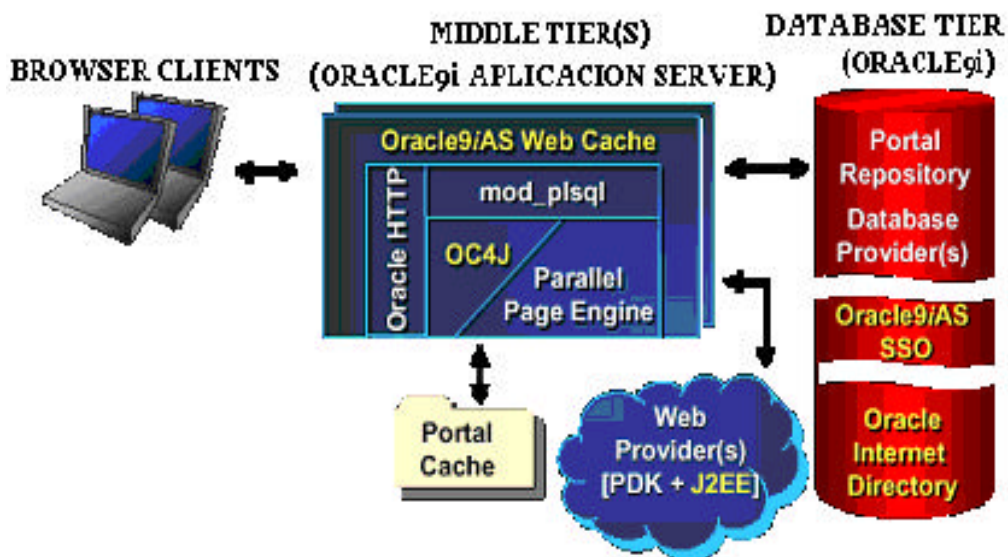 BROWSER CLIENTS
MIDDLE TIER(S)
(ORACLE9i APLICACION SERVER)
DATABASE TIER
(ORACLE9i)
Oracle9iAS Web Cache
Oracle HTTP
mod_plsql
OC4J
Parallel
Page Engine
Portal
Cache
Web
Provider(s)
[PDK + J2EE]
Portal
Repository
Database
Provider(s)
Oracle9iAS
SSO
Oracle
Internet
Directory